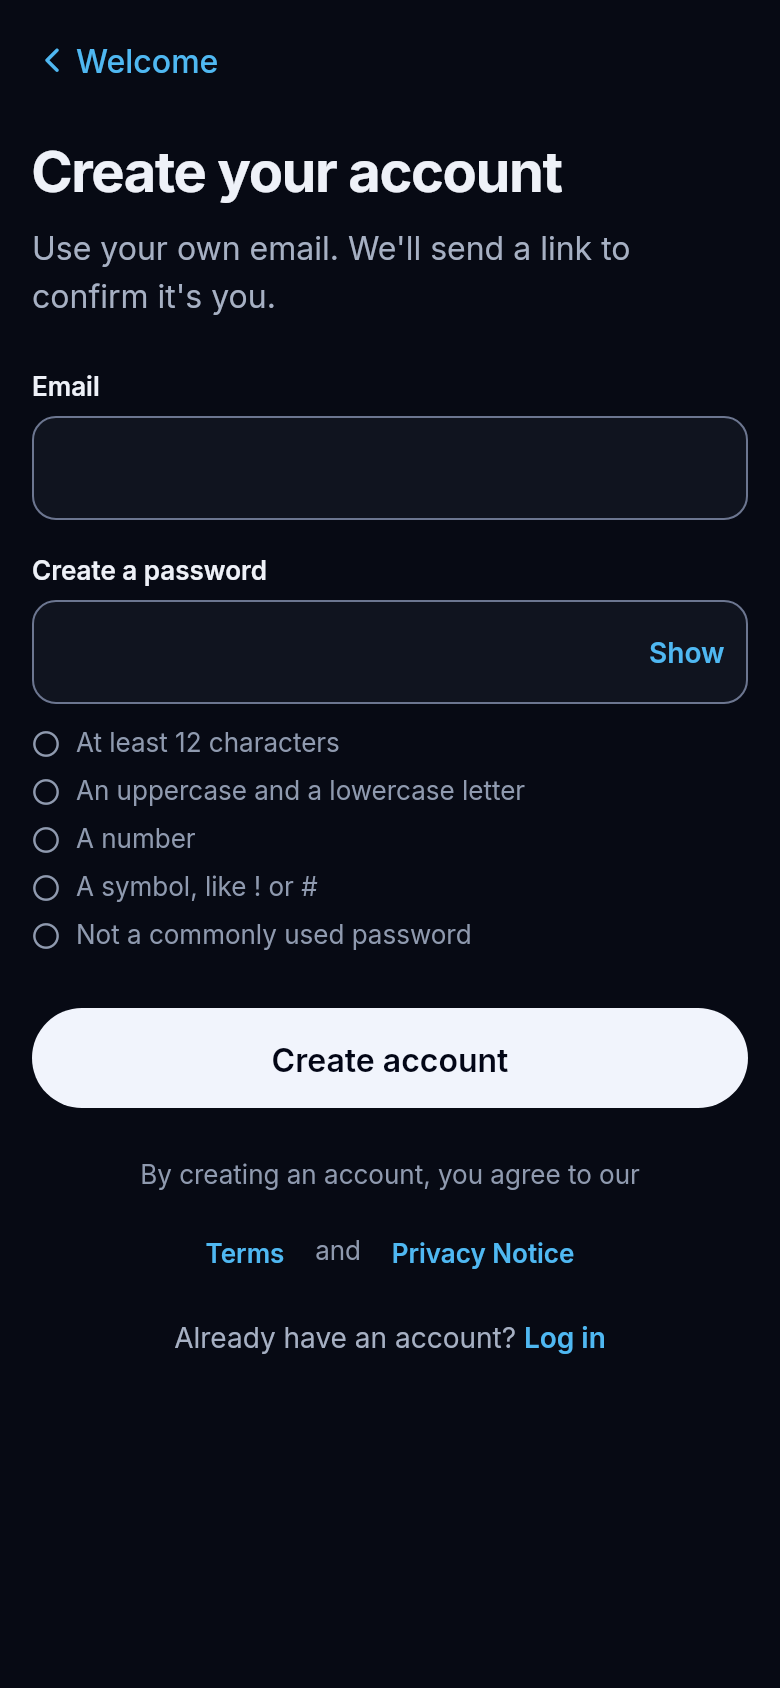 Welcome
Create your account
Use your own email. We'll send a link to
confirm it's you.
Email
Create a password
Show
At least 12 characters
An uppercase and a lowercase letter
A number
A symbol, like ! or #
Not a commonly used password
Create account
By creating an account, you agree to our
Terms and Privacy Notice
Already have an account? Log in